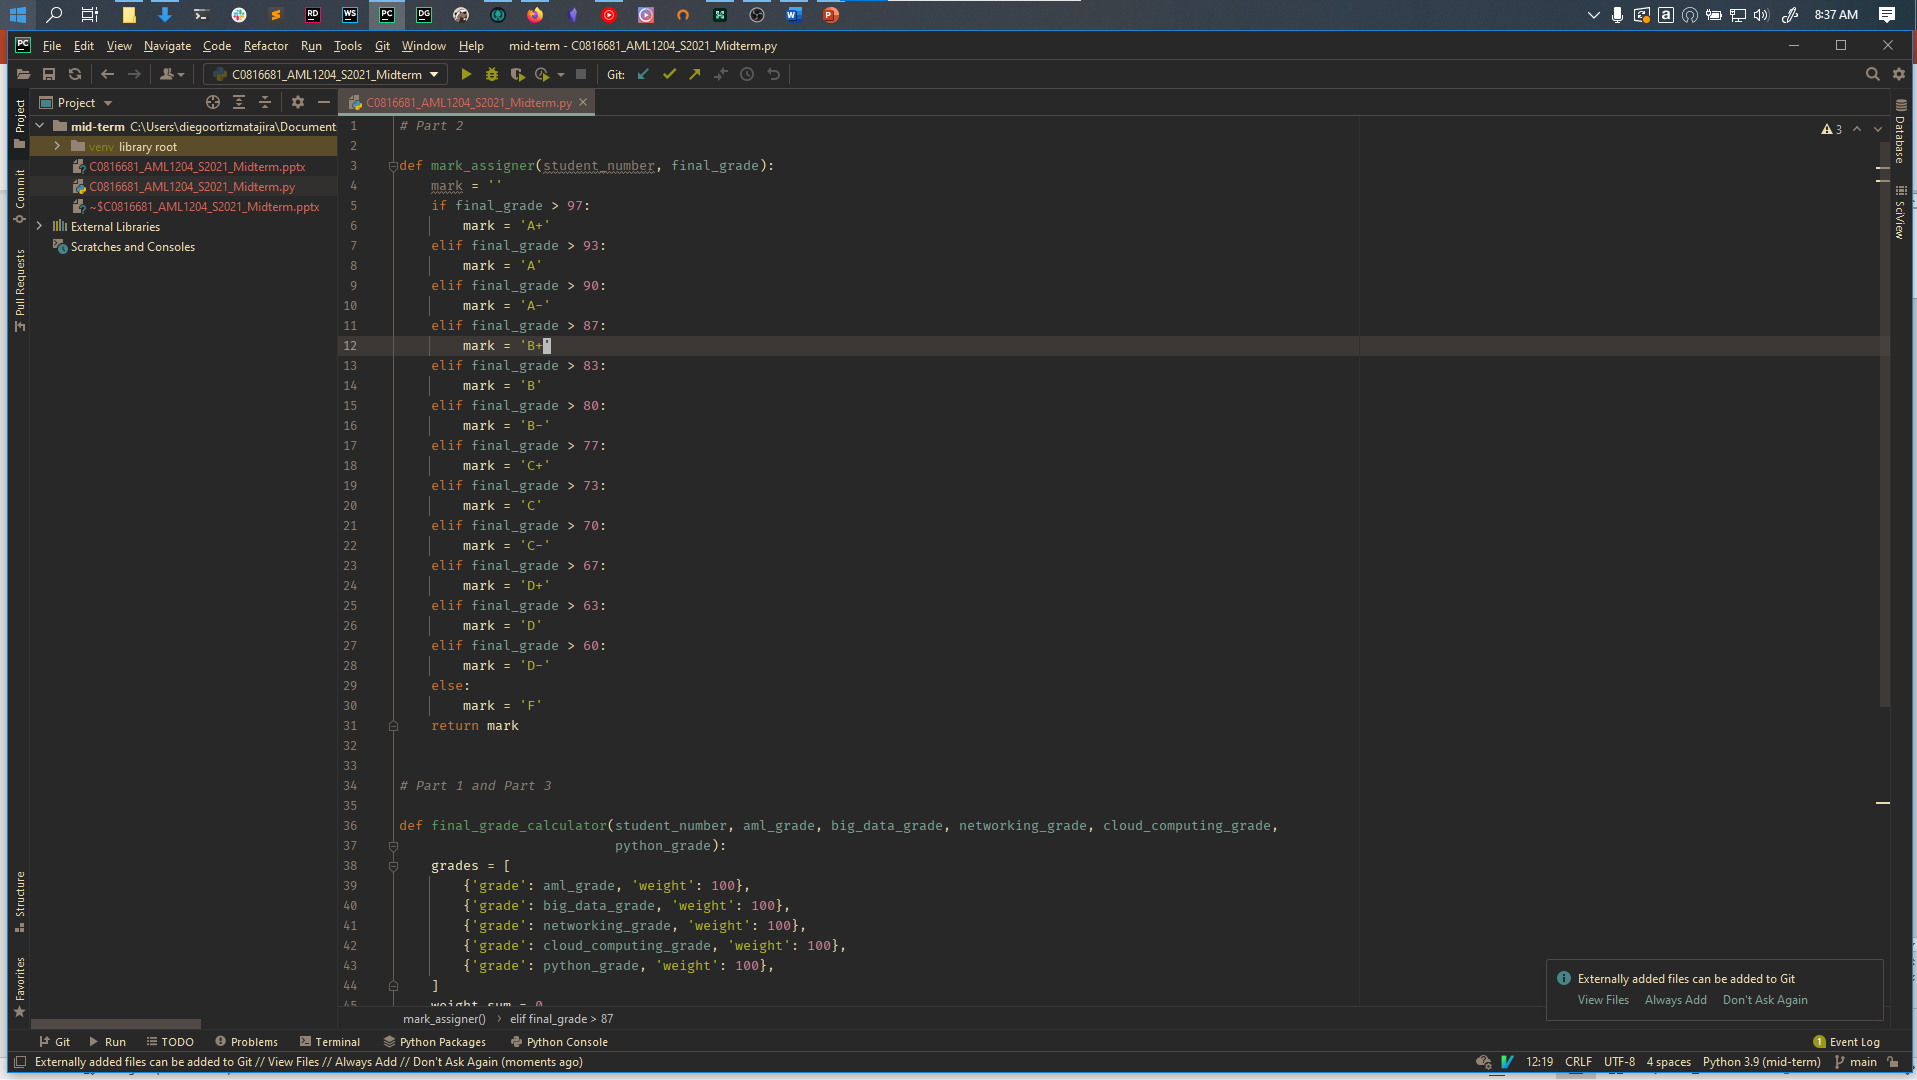 8:37 AM
File Edit View Navigate Code Refactor Run Tools Git Window Help mid-term - C0816681_AML1204_S2021_Midterm.py
C0816681_AML1204_S2021_Midterm Git:
Project C0816681_AML1204_S2021_Midterm.py
mid-term C:\Users\diegoortizmatajira\Document
venv library root
C0816681_AML1204_S2021_Midterm.pptx
C0816681_AML1204_S2021_Midterm.py
~$C0816681_AML1204_S2021_Midterm.pptx
External Libraries
Scratches and Consoles
Project
Commit
Pull Requests
Structure
Favorites
3
Database
SciView
1 # Part 2
2
3 def mark_assigner(student_number, final_grade):
4 mark = ''
5 if final_grade > 97:
6 mark = 'A+'
7 elif final_grade > 93:
8 mark = 'A'
9 elif final_grade > 90:
10 mark = 'A-'
11 elif final_grade > 87:
12 mark = 'B+'
13 elif final_grade > 83:
14 mark = 'B'
15 elif final_grade > 80:
16 mark = 'B-'
17 elif final_grade > 77:
18 mark = 'C+'
19 elif final_grade > 73:
20 mark = 'C'
21 elif final_grade > 70:
22 mark = 'C-'
23 elif final_grade > 67:
24 mark = 'D+'
25 elif final_grade > 63:
26 mark = 'D'
27 elif final_grade > 60:
28 mark = 'D-'
29 else:
30 mark = 'F'
31 return mark
32
33
34 # Part 1 and Part 3
35
36 def final_grade_calculator(student_number, aml_grade, big_data_grade, networking_grade, cloud_computing_grade,
37 python_grade):
38 grades = [
39 {'grade': aml_grade, 'weight': 100},
40 {'grade': big_data_grade, 'weight': 100},
41 {'grade': networking_grade, 'weight': 100},
42 {'grade': cloud_computing_grade, 'weight': 100},
43 {'grade': python_grade, 'weight': 100},
44 ]
45 weight_sum = 0
mark_assigner() › elif final_grade > 87
Externally added files can be added to Git
View Files Always Add Don't Ask Again
Git Run TODO Problems Terminal Python Packages Python Console 1 Event Log
Externally added files can be added to Git // View Files // Always Add // Don't Ask Again (moments ago) 12:19 CRLF UTF-8 4 spaces Python 3.9 (mid-term) main